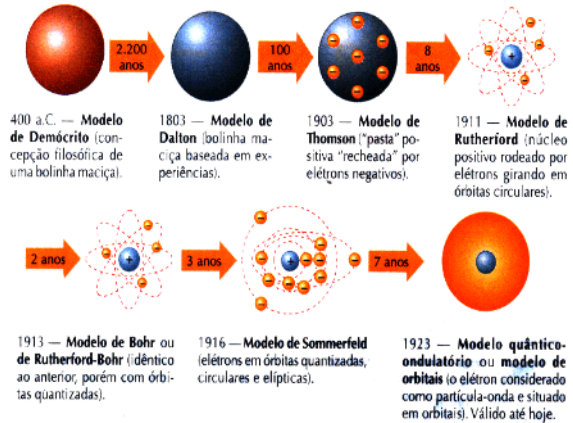 2.200
anos
100
anos
8
anos
400 a.C. — Modelo
de Demócrito (con-
cepção filosófica de
uma bolinha maciça).
1803 — Modelo de
Dalton (bolinha ma-
ciça baseada em ex-
periências).
1903 — Modelo de
Thomson ("pasta" po-
sitiva "recheada" por
elétrons negativos).
1911 — Modelo de
Rutherford (núcleo
positivo rodeado por
elétrons girando em
órbitas circulares).
2 anos
3 anos
7 anos
1913 — Modelo de Bohr ou
de Rutherford-Bohr (idêntico
ao anterior, porém com órbi-
tas quantizadas).
1916 — Modelo de Sommerfeld
(elétrons em órbitas quantizadas,
circulares e elípticas).
1923 — Modelo quântico-
ondulatório ou modelo de
orbitais (o elétron considerado
como partícula-onda e situado
em orbitais). Válido até hoje.